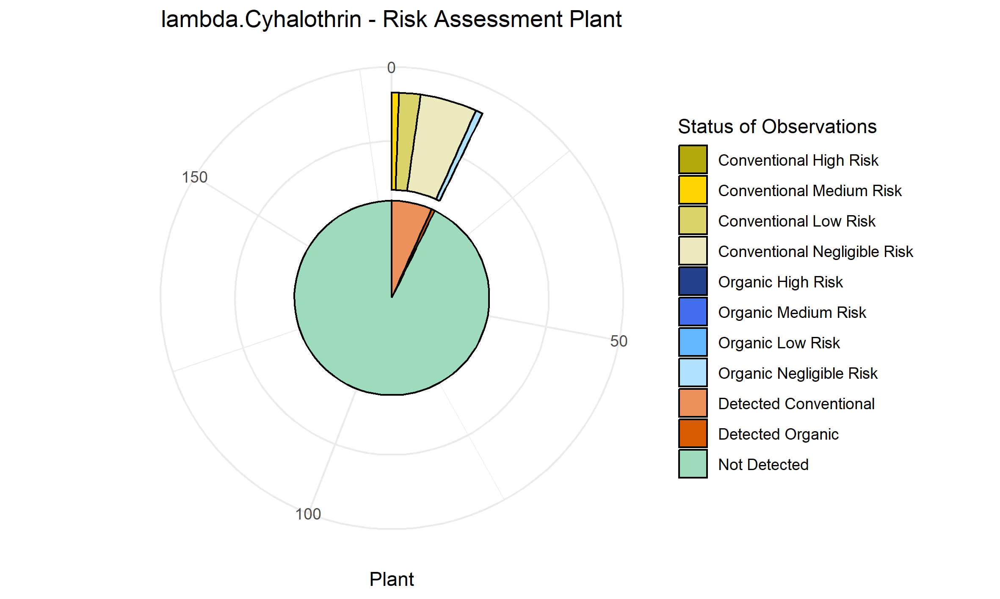 lambda.Cyhalothrin - Risk Assessment Plant
0
150
50
100
Plant
Status of Observations
Conventional High Risk
Conventional Medium Risk
Conventional Low Risk
Conventional Negligible Risk
Organic High Risk
Organic Medium Risk
Organic Low Risk
Organic Negligible Risk
Detected Conventional
Detected Organic
Not Detected